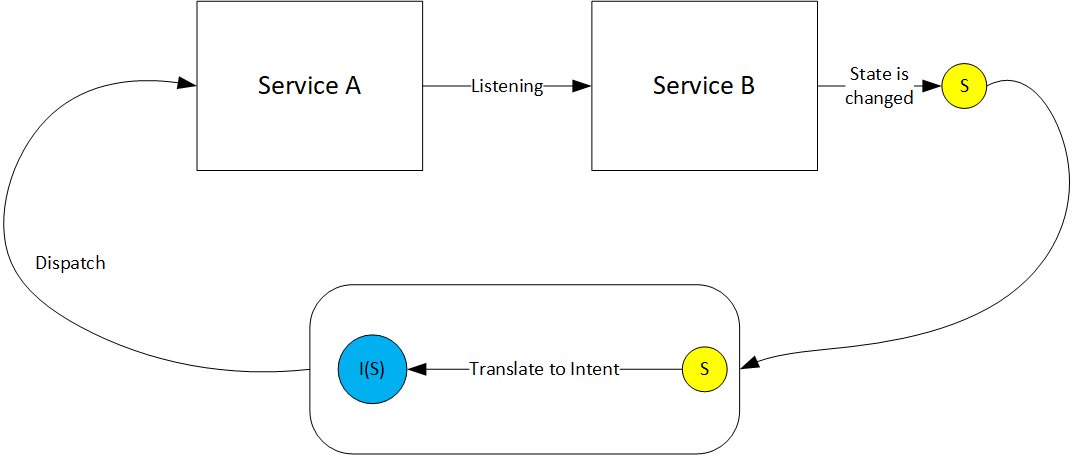 Service A
Listening
Service B
State is
changed
S
Dispatch
I(S)
Translate to Intent
S